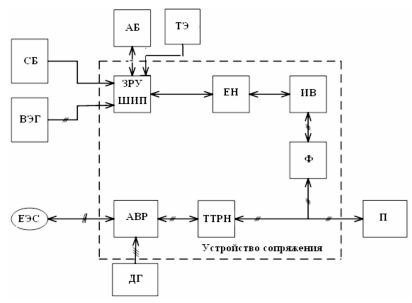 АБ
ТЭ
СБ
ЗРУ
ШИП
ЕН
ИВ
ВЭГ
Ф
ЕЭС
АВР
ТТРН
П
Устройство сопряжения
ДГ